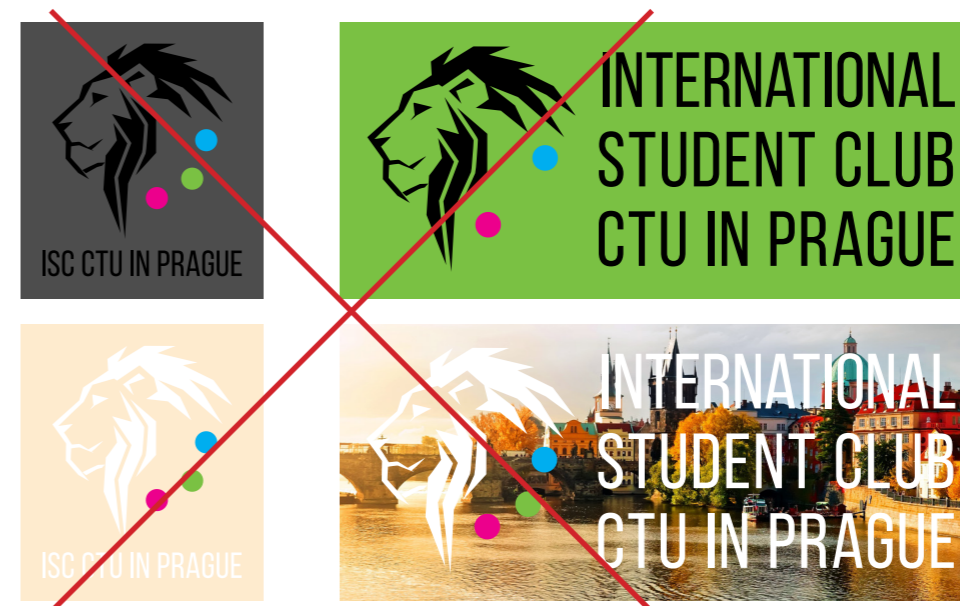 ISC CTU IN PRAGUE
INTERNATIONAL
STUDENT CLUB
CTU IN PRAGUE
ISC CTU IN PRAGUE
INTERNATIONAL
STUDENT CLUB
CTU IN PRAGUE